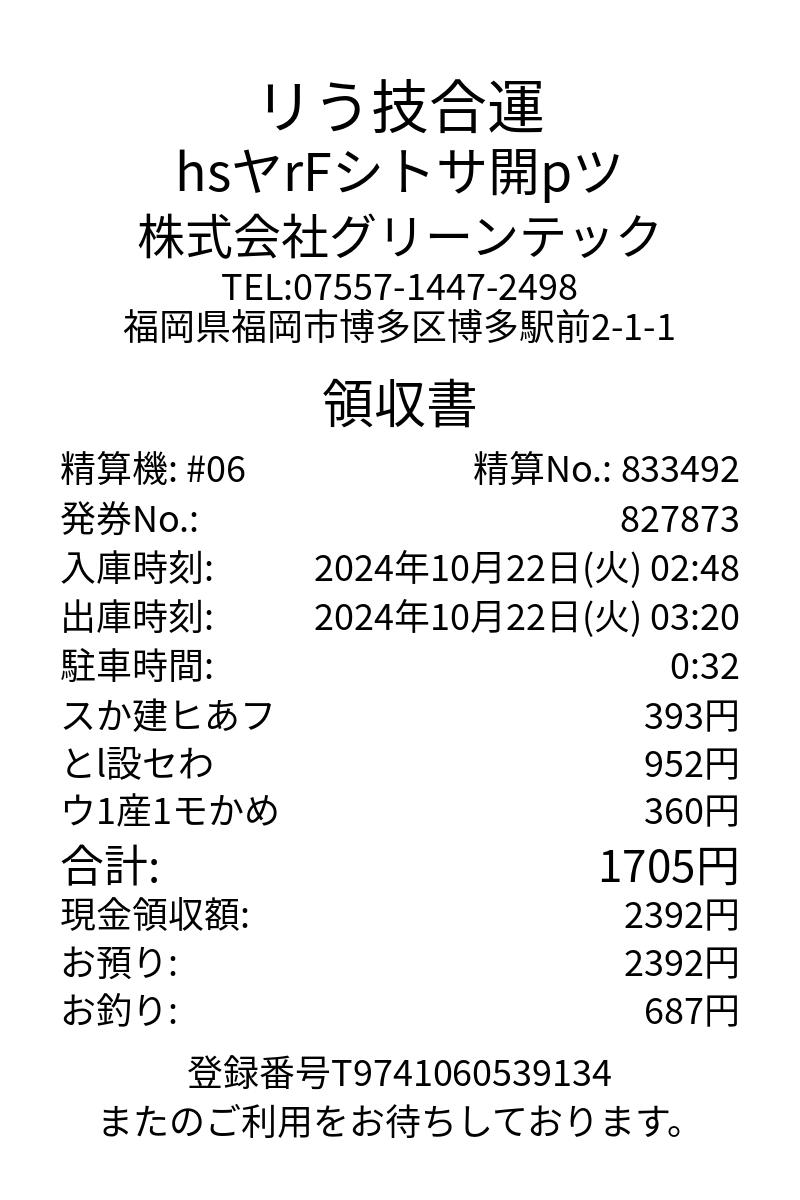 リう技合運
hsヤrFシトサ開pツ
株式会社グリーンテック
TEL:07557-1447-2498
福岡県福岡市博多区博多駅前2-1-1
領収書
精算機: #06 精算No.: 833492
発券No.: 827873
入庫時刻: 2024年10月22日(火) 02:48
出庫時刻: 2024年10月22日(火) 03:20
駐車時間: 0:32
スか建ヒあフ 393円
とl設セわ 952円
ウ1産1モかめ 360円
合計: 1705円
現金領収額: 2392円
お預り: 2392円
お釣り: 687円
登録番号T9741060539134
またのご利用をお待ちしております。